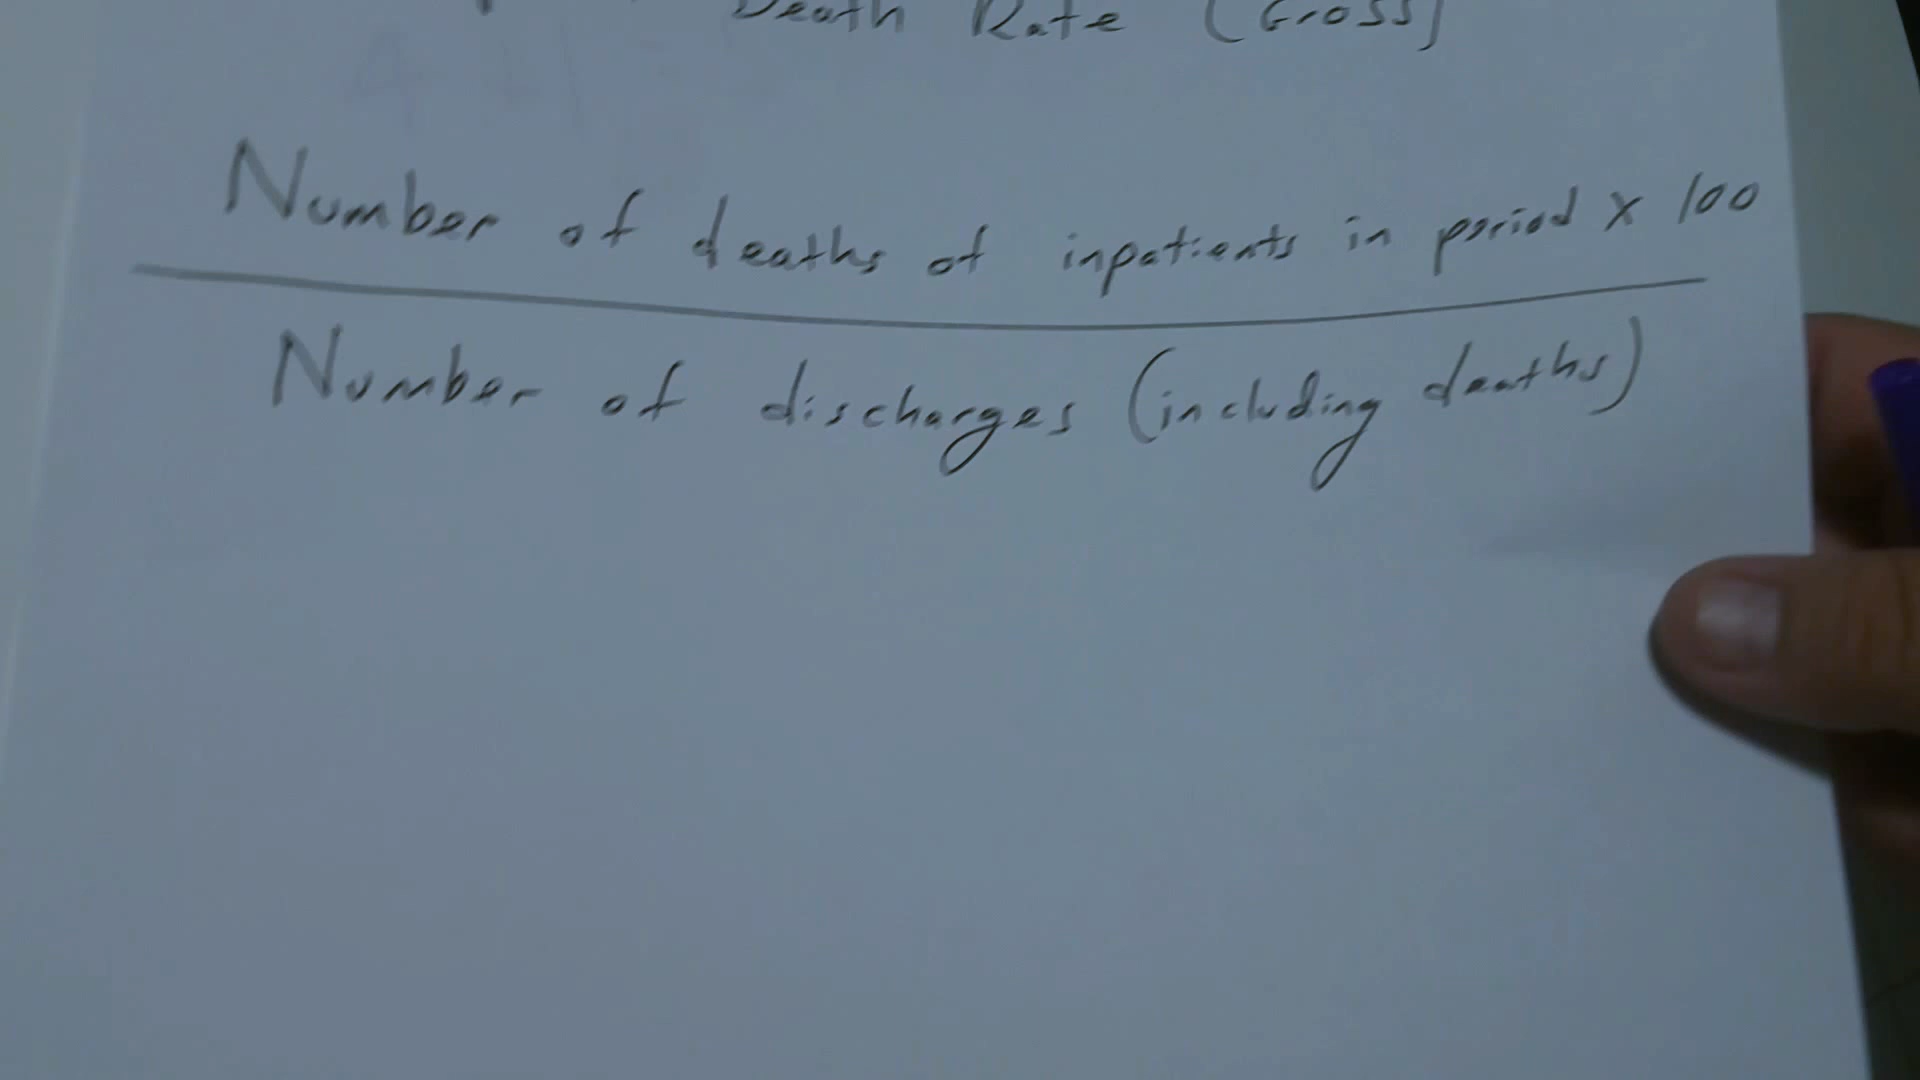 Death Rate (Gross)
Number of deaths of inpatients in period x 100
Number of discharges (including deaths)